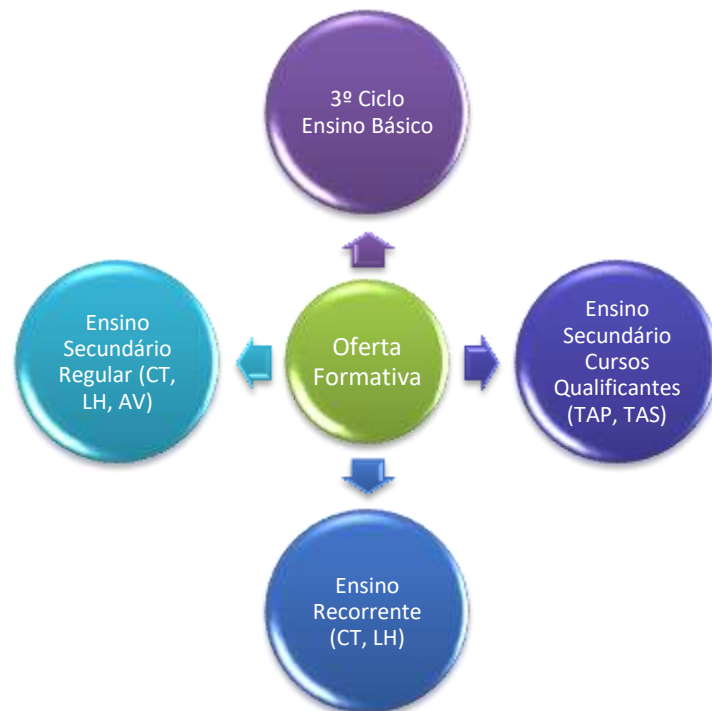 3º Ciclo
Ensino Básico
Ensino
Secundário
Regular (CT,
LH, AV)
Oferta
Formativa
Ensino
Secundário
Cursos
Qualificantes
(TAP, TAS)
Ensino
Recorrente
(CT, LH)